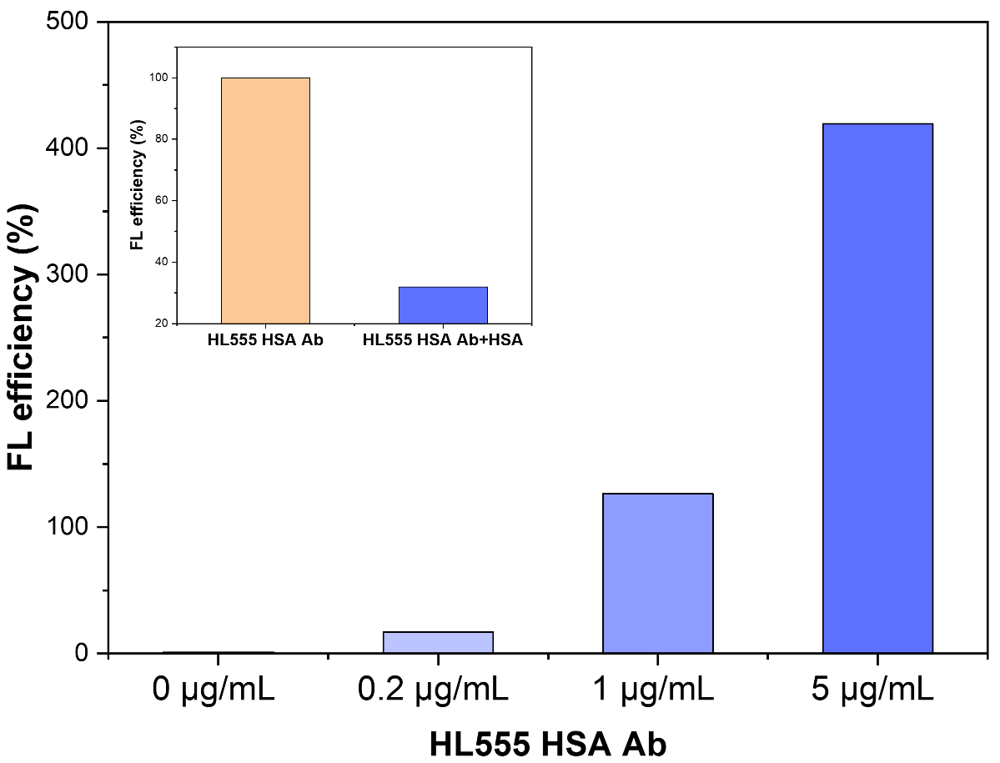 500
400
300
200
100
0
FL efficiency (%)
100
80
60
40
20
FL efficiency (%)
HL555 HSA Ab HL555 HSA Ab+HSA
0 µg/mL 0.2 µg/mL 1 µg/mL 5 µg/mL
HL555 HSA Ab